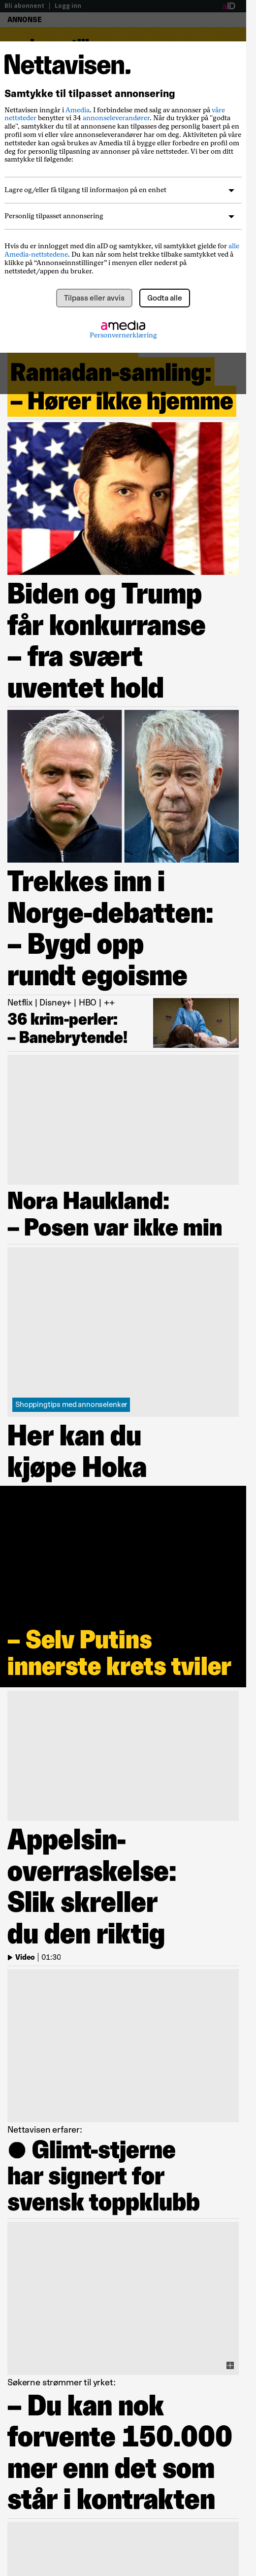 Bli abonnent | Logg inn
aID
ANNONSE
Nettavisen.
Samtykke til tilpasset annonsering
Nettavisen inngår i Amedia. I forbindelse med salg av annonser på våre
nettsteder benytter vi 34 annonseleverandører. Når du trykker på "godta
alle", samtykker du til at annonsene kan tilpasses deg personlig basert på en
profil som vi eller våre annonseleverandører har om deg. Aktiviteten på våre
nettsteder kan også brukes av Amedia til å bygge eller forbedre en profil om
deg for personlig tilpasning av annonser på våre nettsteder. Vi ber om ditt
samtykke til følgende:
Lagre og/eller få tilgang til informasjon på en enhet
Personlig tilpasset annonsering
Hvis du er innlogget med din aID og samtykker, vil samtykket gjelde for alle
Amedia-nettstedene. Du kan når som helst trekke tilbake samtykket ved å
klikke på “Annonseinnstillinger” i menyen eller nederst på
nettstedet/appen du bruker.
Tilpass eller avvis
Godta alle
amedia
Personvernerklæring
Ramadan-samling:
– Hører ikke hjemme
Biden og Trump
får konkurranse
– fra svært
uventet hold
Trekkes inn i
Norge-debatten:
– Bygd opp
rundt egoisme
Netflix | Disney+ | HBO | ++
36 krim-perler:
– Banebrytende!
Nora Haukland:
– Posen var ikke min
Shoppingtips med annonselenker
Her kan du
kjøpe Hoka
– Selv Putins
innerste krets tviler
Appelsin-
overraskelse:
Slik skreller
du den riktig
Video | 01:30
Nettavisen erfarer:
● Glimt-stjerne
har signert for
svensk toppklubb
Søkerne strømmer til yrket:
– Du kan nok
forvente 150.000
mer enn det som
står i kontrakten